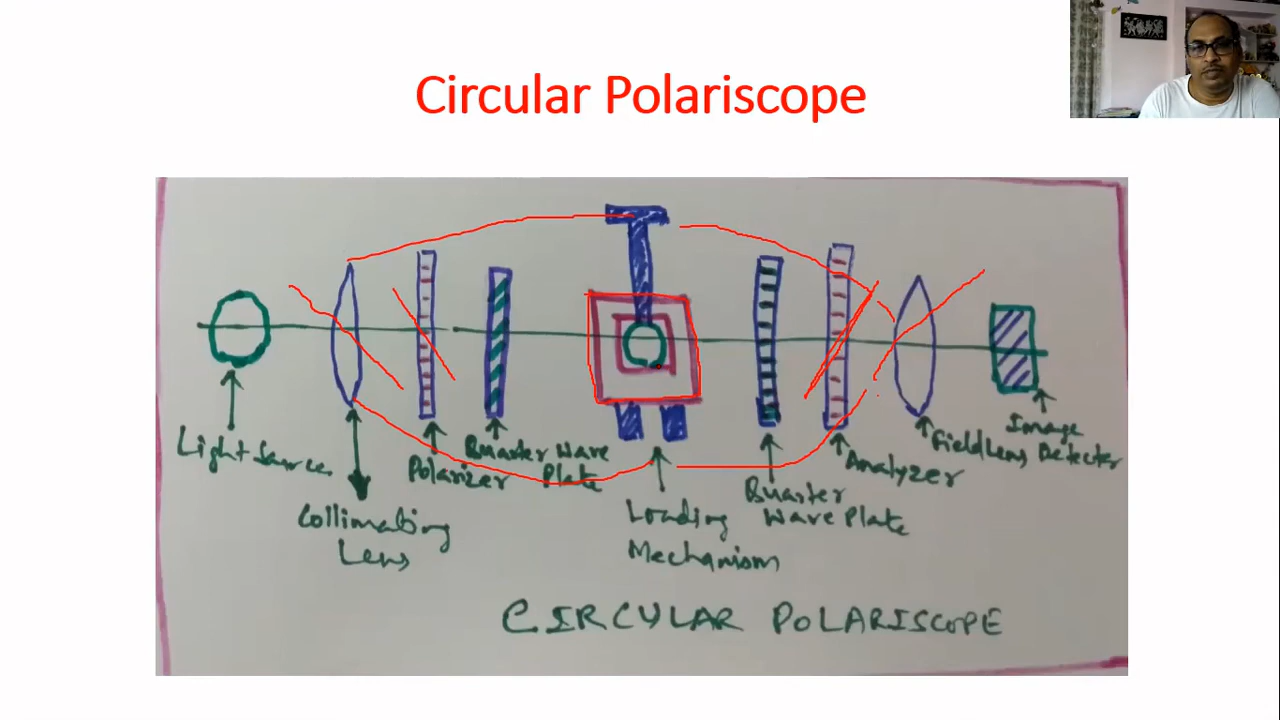 Circular Polariscope
Light Source
Collimating
Lens
Polarizer
Quarter Wave
Plate
Loading
Mechanism
Quarter
Wave Plate
Analyzer
Field Lens
Image
Detector
CIRCULAR POLARISCOPE